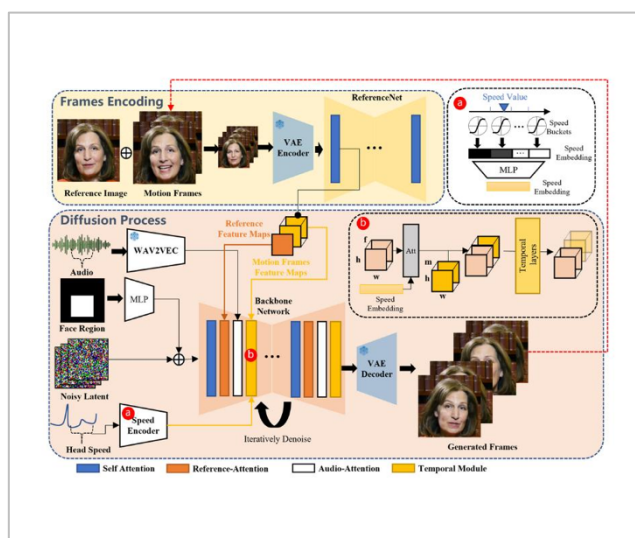 Frames Encoding
ReferenceNet
VAE
Encoder
Reference Image
Motion Frames
a
Speed Value
Speed
Buckets
Speed
Embedding
MLP
Speed
Embedding
Diffusion Process
Audio
WAV2VEC
Reference
Feature Maps
Motion Frames
Feature Maps
Face Region
MLP
Backbone
Network
b
Noisy Latent
a
Speed
Encoder
Head Speed
Iteratively Denoise
VAE
Decoder
Generated Frames
b
f
h
w
Att
Speed
Embedding
m
h
w
Temporal
layers
Self Attention
Reference-Attention
Audio-Attention
Temporal Module